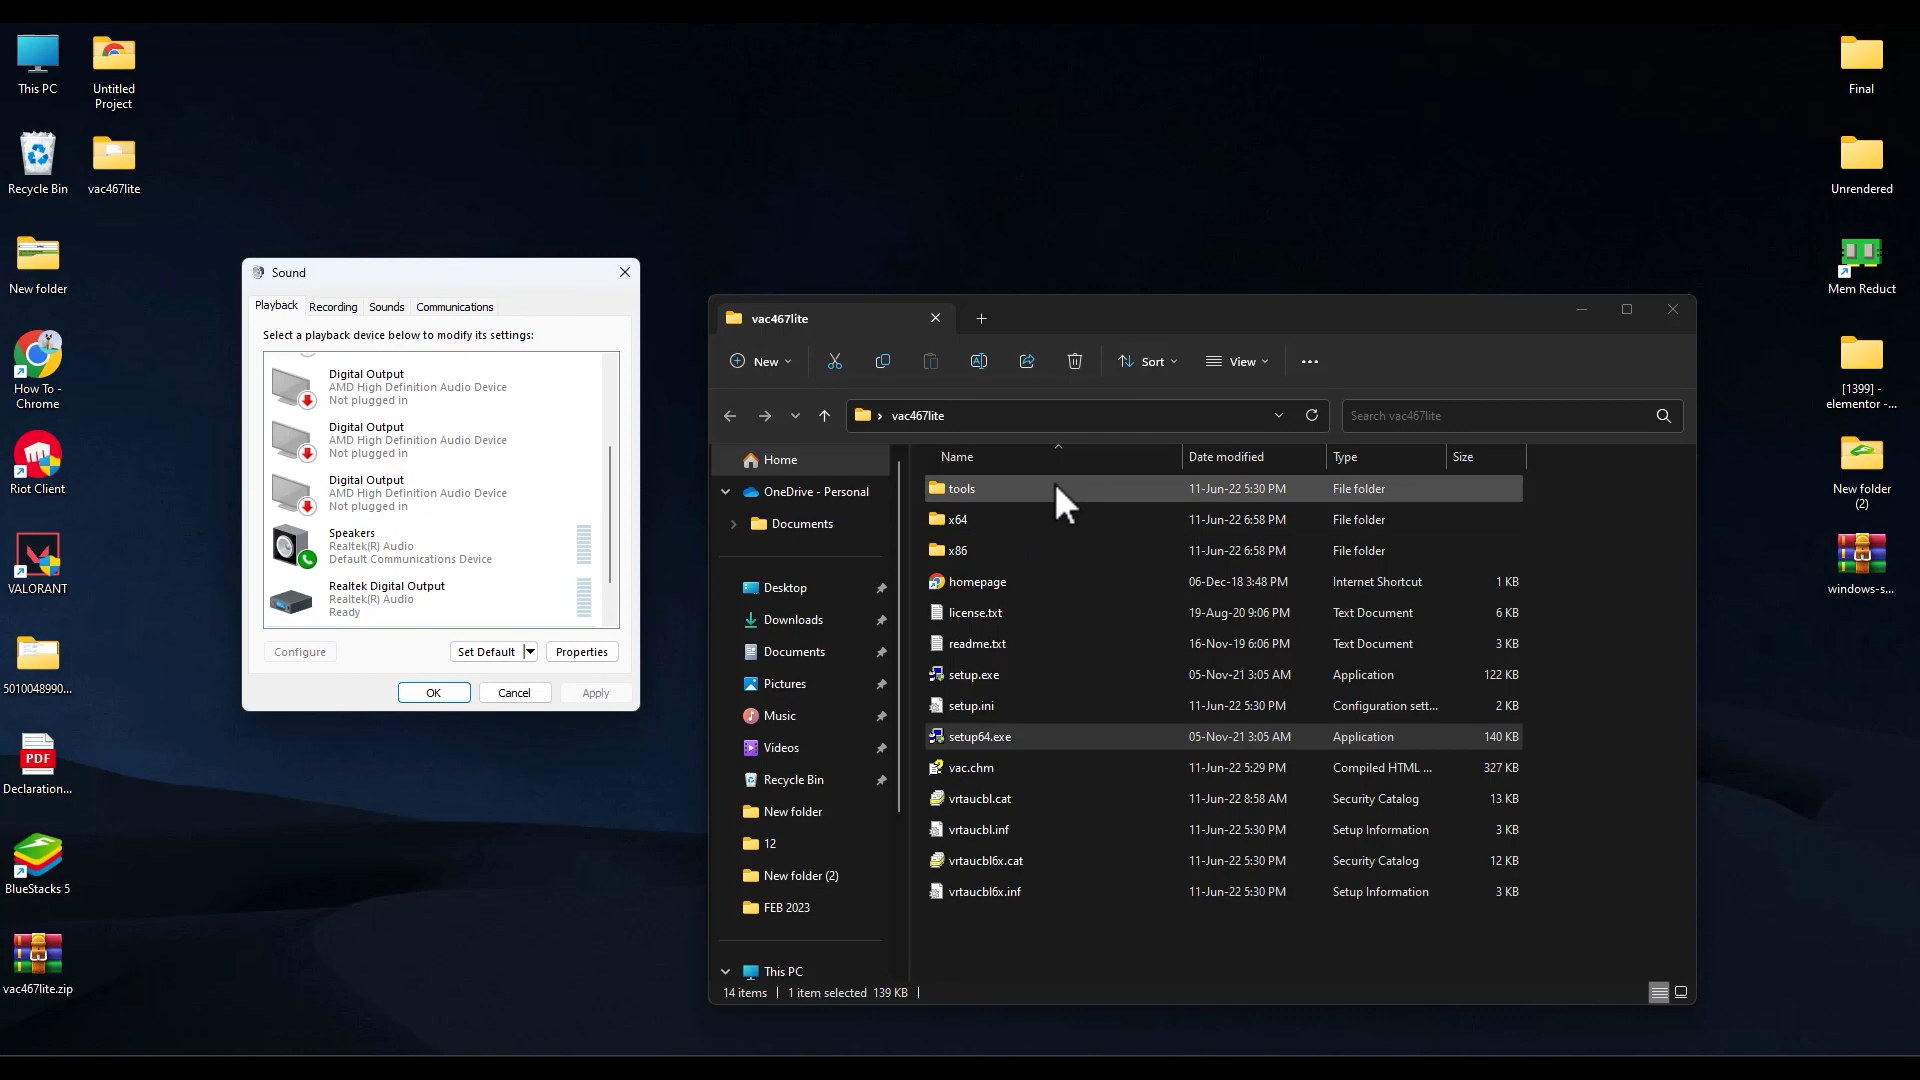 This PC
Untitled
Project
Recycle Bin
vac467lite
New folder
How To -
Chrome
Riot Client
VALORANT
5010048990...
PDF
Declaration...
BlueStacks 5
vac467lite.zip
Sound
Playback
Recording
Sounds
Communications
Select a playback device below to modify its settings:
Digital Output
AMD High Definition Audio Device
Not plugged in
Digital Output
AMD High Definition Audio Device
Not plugged in
Digital Output
AMD High Definition Audio Device
Not plugged in
Speakers
Realtek(R) Audio
Default Communications Device
Realtek Digital Output
Realtek(R) Audio
Ready
Configure
Set Default
Properties
OK
Cancel
Apply
vac467lite
New
Sort
View
vac467lite
Search vac467lite
Home
OneDrive - Personal
Documents
Desktop
Downloads
Documents
Pictures
Music
Videos
Recycle Bin
New folder
12
New folder (2)
FEB 2023
This PC
Name Date modified Type Size
tools 11-Jun-22 5:30 PM File folder
x64 11-Jun-22 6:58 PM File folder
x86 11-Jun-22 6:58 PM File folder
homepage 06-Dec-18 3:48 PM Internet Shortcut 1 KB
license.txt 19-Aug-20 9:06 PM Text Document 6 KB
readme.txt 16-Nov-19 6:06 PM Text Document 3 KB
setup.exe 05-Nov-21 3:05 AM Application 122 KB
setup.ini 11-Jun-22 5:30 PM Configuration sett... 2 KB
setup64.exe 05-Nov-21 3:05 AM Application 140 KB
vac.chm 11-Jun-22 5:29 PM Compiled HTML ... 327 KB
vrtaucbl.cat 11-Jun-22 8:58 AM Security Catalog 13 KB
vrtaucbl.inf 11-Jun-22 5:30 PM Setup Information 3 KB
vrtaucbl6x.cat 11-Jun-22 5:30 PM Security Catalog 12 KB
vrtaucbl6x.inf 11-Jun-22 5:30 PM Setup Information 3 KB
14 items 1 item selected 139 KB
Final
Unrendered
Mem Reduct
[1399] -
elementor -...
New folder
(2)
windows-s...